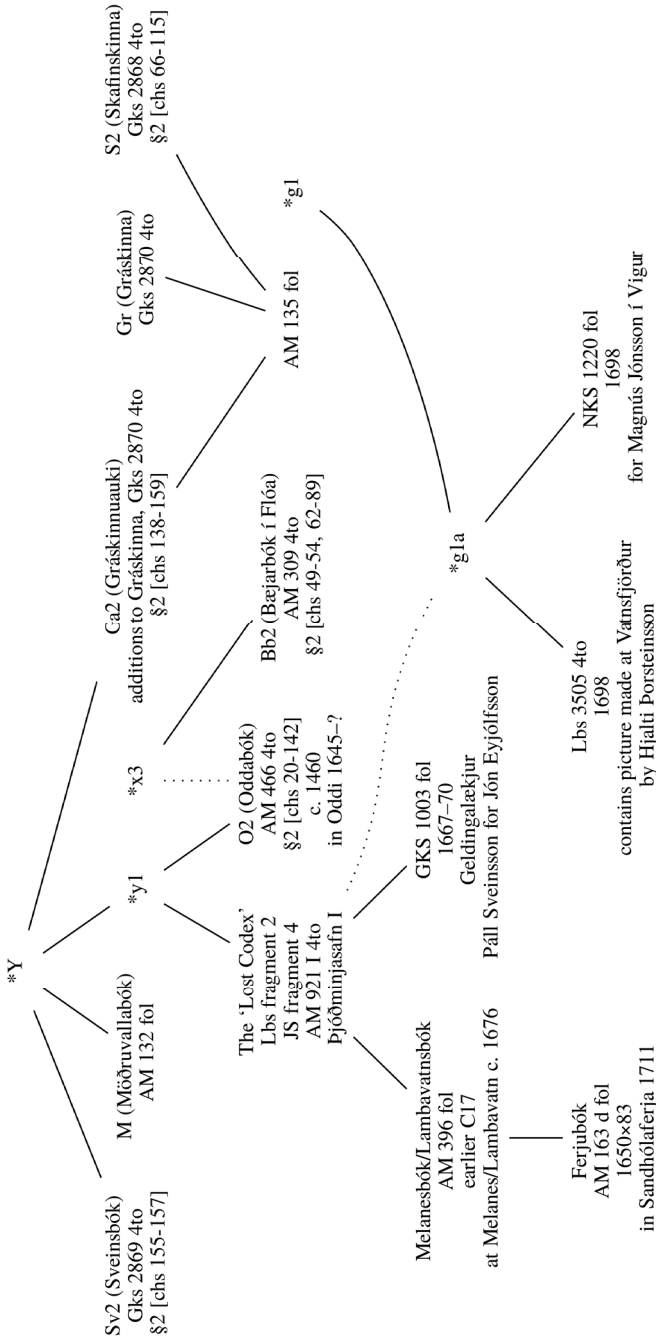 *Y
Sv2 (Sveinsbók)
Gks 2869 4to
§2 [chs 155-157]
M (Möðruvallabók)
AM 132 fol
*y1
*x3
Ca2 (Gráskinnuauki)
additions to Gráskinna, Gks 2870 4to
§2 [chs 138-159]
Gr (Gráskinna)
Gks 2870 4to
S2 (Skafinskinna)
Gks 2868 4to
§2 [chs 66-115]
The ‘Lost Codex’
Lbs fragment 2
JS fragment 4
AM 921 I 4to
Þjóðminjasafn I
O2 (Oddabók)
AM 466 4to
§2 [chs 20-142]
c. 1460
in Oddi 1645–?
Bb2 (Bæjarbók í Flóa)
AM 309 4to
§2 [chs 49-54, 62-89]
AM 135 fol
*g1
Melanesbók/Lambavatnsbók
AM 396 fol
earlier C17
at Melanes/Lambavatn c. 1676
GKS 1003 fol
1667–70
Geldingalækjur
Páll Sveinsson for Jón Eyjólfsson
*g1a
Ferjubók
AM 163 d fol
1650×83
in Sandhólaferja 1711
Lbs 3505 4to
1698
contains picture made at Vatnsfjörður
by Hjalti Þorsteinsson
NKS 1220 fol
1698
for Magnús Jónsson í Vigur